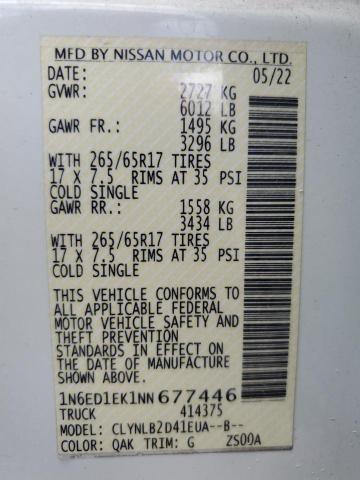 MFD BY NISSAN MOTOR CO., LTD.
DATE: 05/22
GVWR: 2727 KG
6012 LB
GAWR FR.: 1495 KG
3296 LB
WITH 265/65R17 TIRES
17 X 7.5 RIMS AT 35 PSI
COLD SINGLE
GAWR RR.: 1558 KG
3434 LB
WITH 265/65R17 TIRES
17 X 7.5 RIMS AT 35 PSI
COLD SINGLE
THIS VEHICLE CONFORMS TO
ALL APPLICABLE FEDERAL
MOTOR VEHICLE SAFETY AND
THEFT PREVENTION
STANDARDS IN EFFECT ON
THE DATE OF MANUFACTURE
SHOWN ABOVE.
1N6ED1EK1NN677446
TRUCK 414375
MODEL: CLYNLB2D41EUA--B--
COLOR: QAK TRIM: G ZS00A